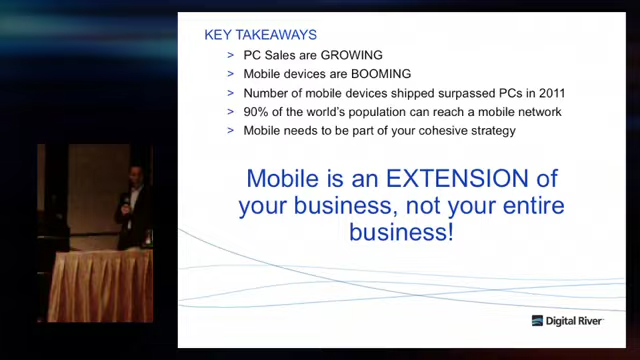 KEY TAKEAWAYS
> PC Sales are GROWING
> Mobile devices are BOOMING
> Number of mobile devices shipped surpassed PCs in 2011
> 90% of the world's population can reach a mobile network
> Mobile needs to be part of your cohesive strategy
Mobile is an EXTENSION of
your business, not your entire
business!
Digital River